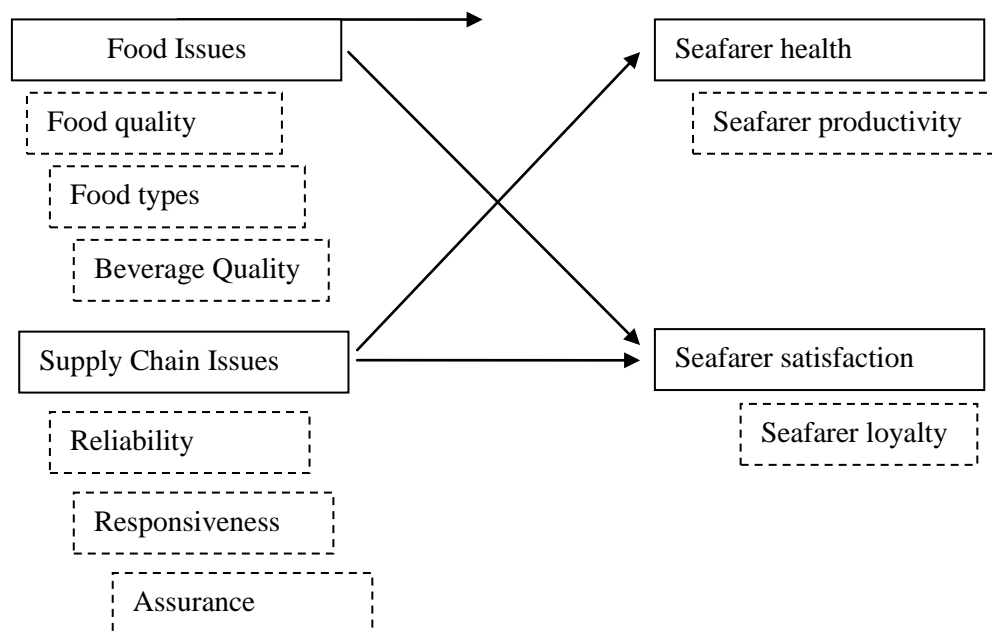 Food Issues
Food quality
Food types
Beverage Quality
Supply Chain Issues
Reliability
Responsiveness
Assurance
Seafarer health
Seafarer productivity
Seafarer satisfaction
Seafarer loyalty